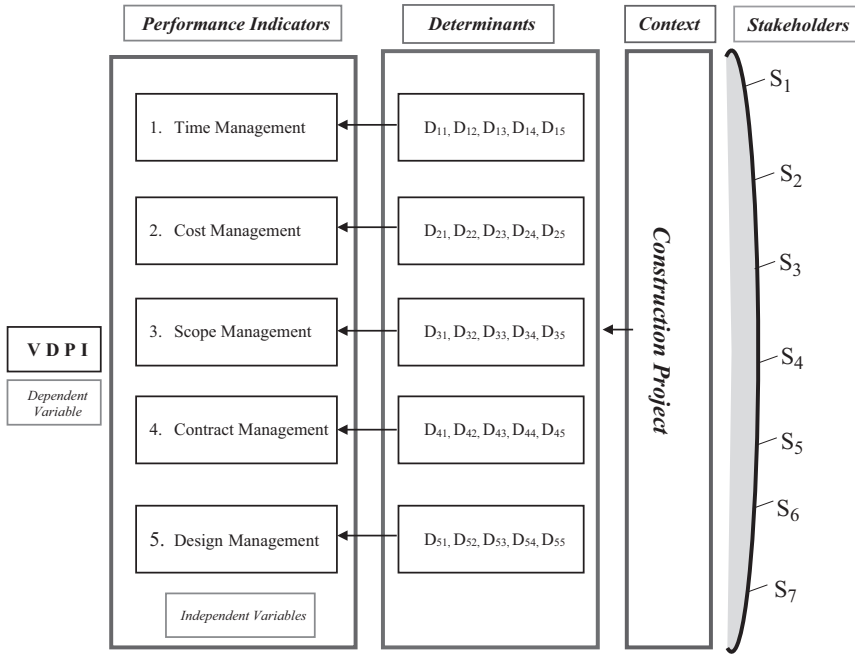 Performance Indicators
Determinants
Context
Stakeholders
V D P I
Dependent
Variable
1. Time Management
2. Cost Management
3. Scope Management
4. Contract Management
5. Design Management
Independent Variables
D11, D12, D13, D14, D15
D21, D22, D23, D24, D25
D31, D32, D33, D34, D35
D41, D42, D43, D44, D45
D51, D52, D53, D54, D55
Construction Project
S1
S2
S3
S4
S5
S6
S7